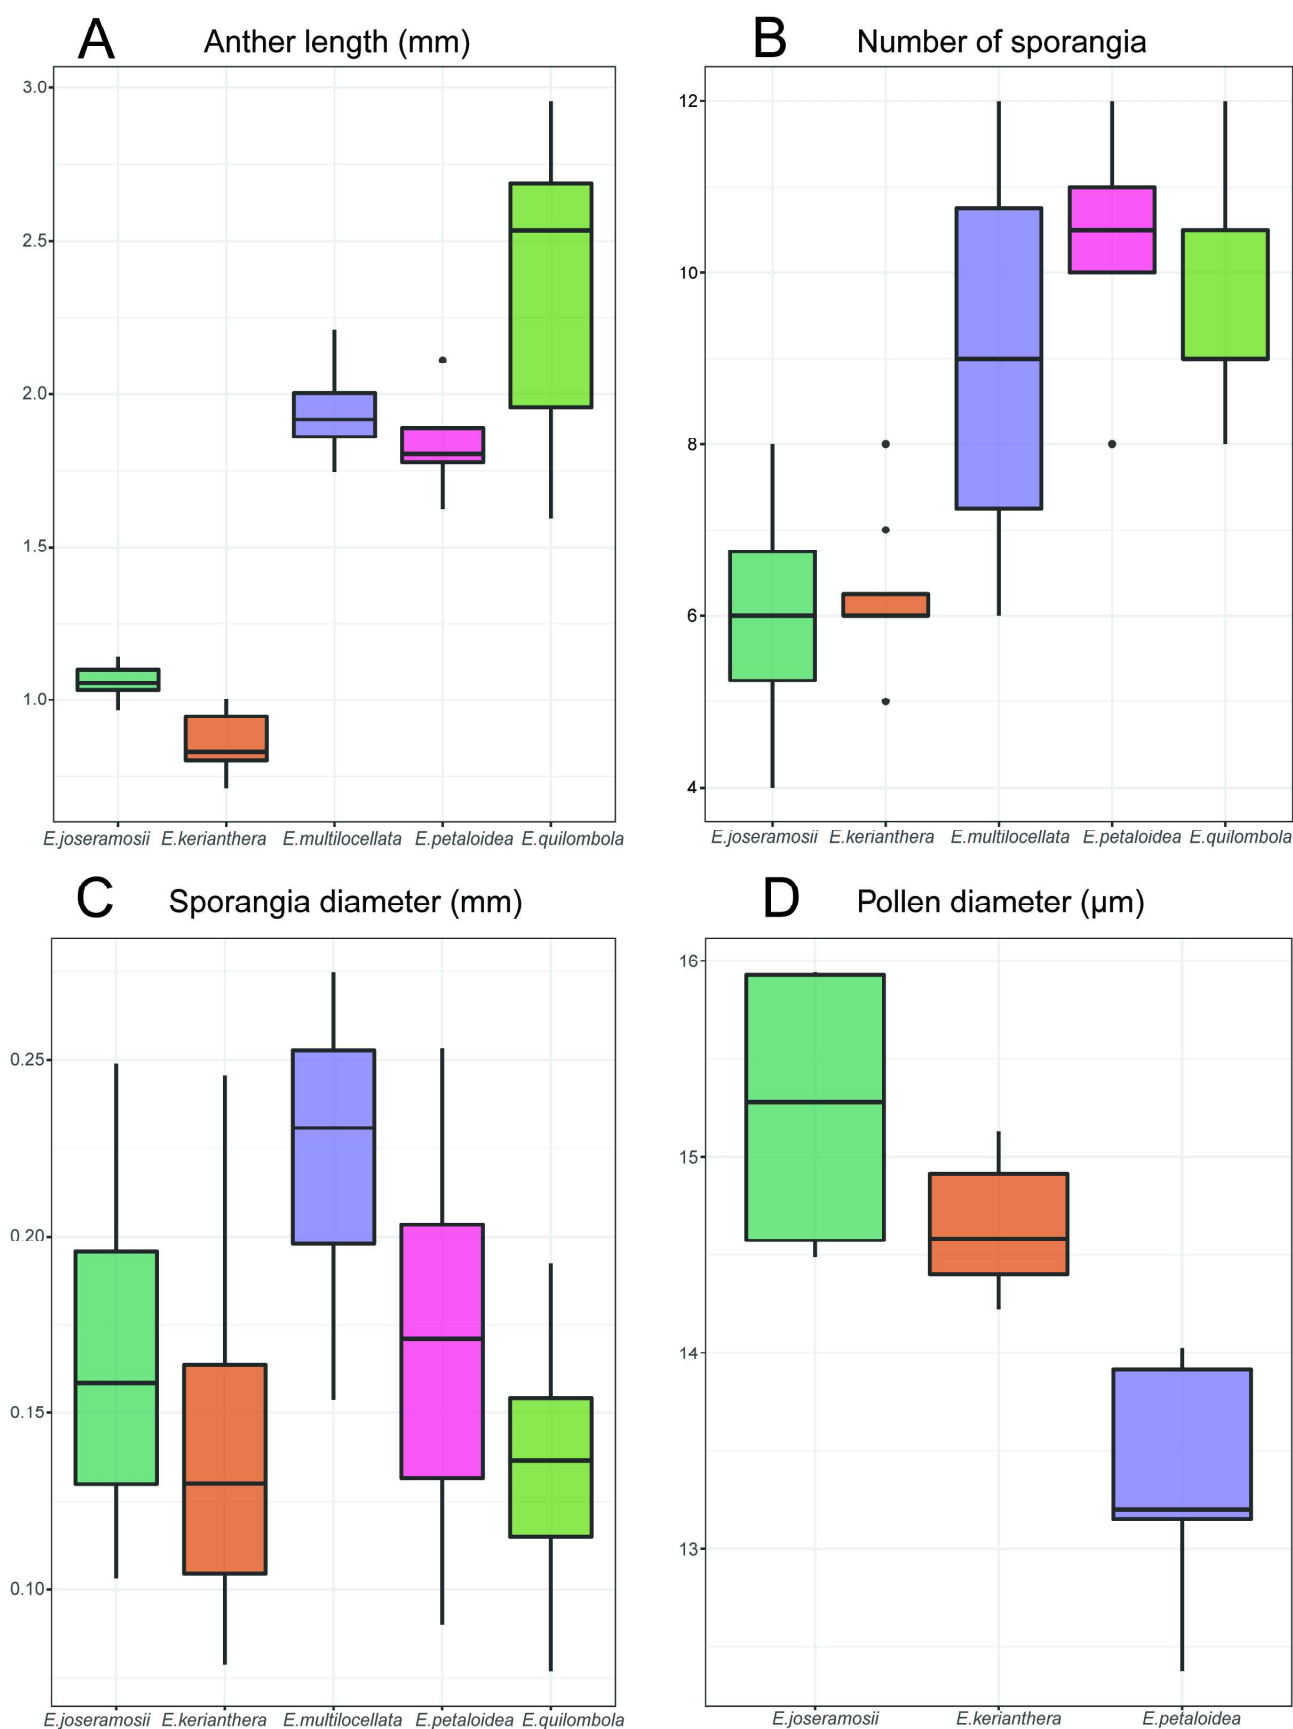 A Anther length (mm)
3.0
2.5
2.0
1.5
1.0
E.joseramosii E.kerianthera E.multilocellata E.petaloidea E.quilombola
B Number of sporangia
12
10
8
6
4
E.joseramosii E.kerianthera E.multilocellata E.petaloidea E.quilombola
C Sporangia diameter (mm)
0.25
0.20
0.15
0.10
E.joseramosii E.kerianthera E.multilocellata E.petaloidea E.quilombola
D Pollen diameter (µm)
16
15
14
13
E.joseramosii E.kerianthera E.petaloidea